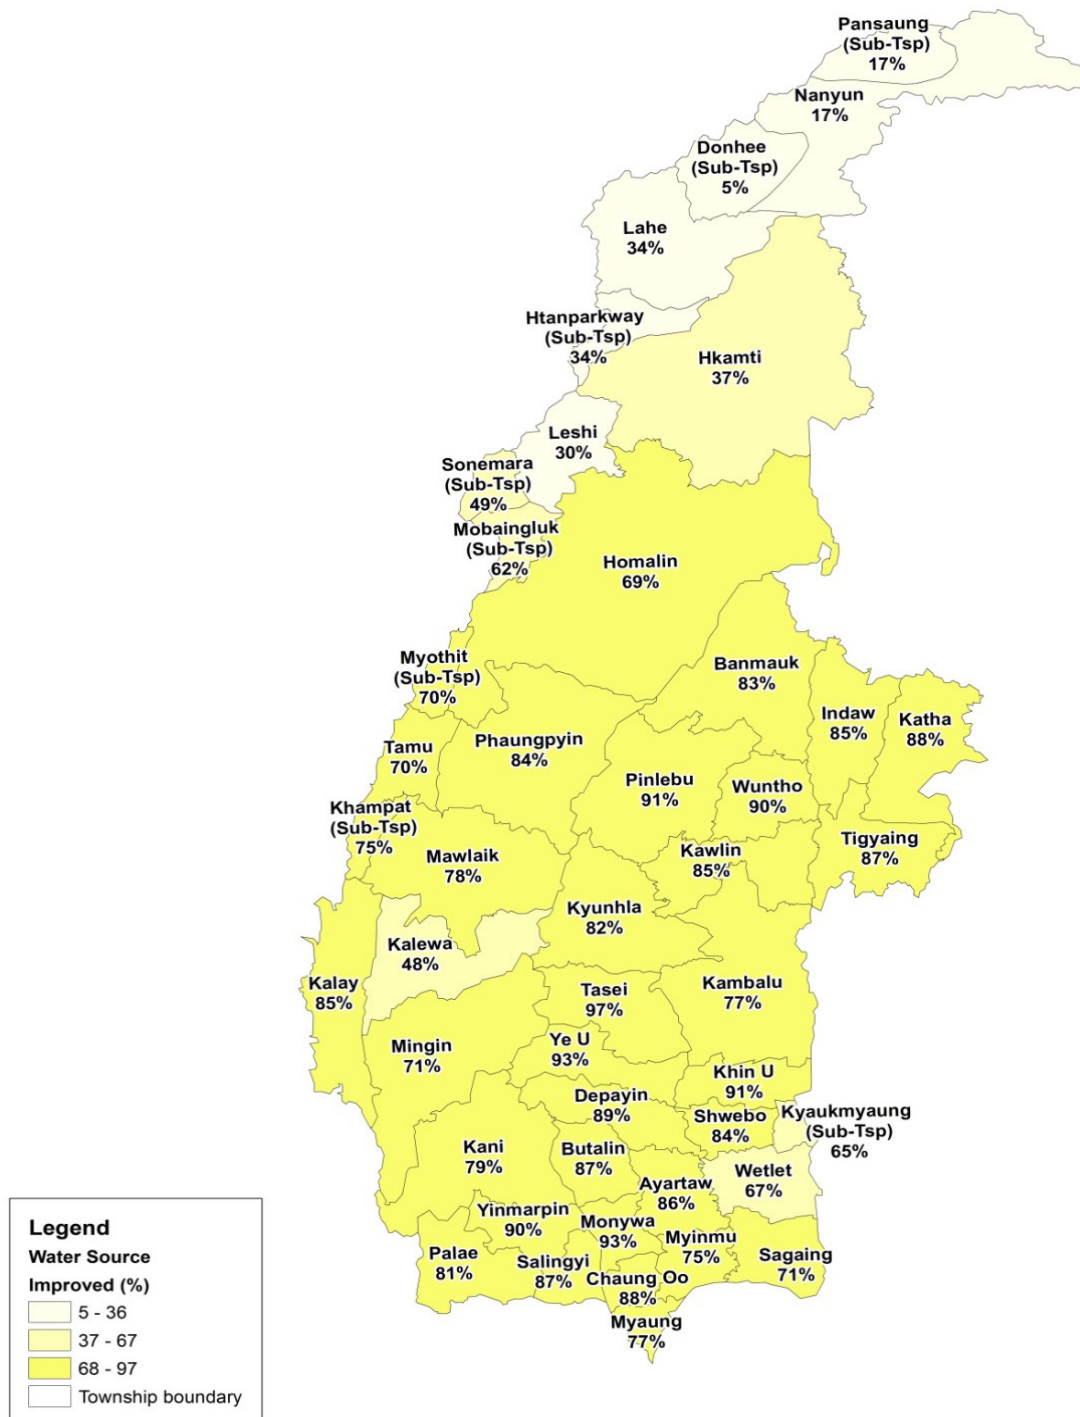 Pansaung
(Sub-Tsp)
17%
Nanyun
17%
Donhee
(Sub-Tsp)
5%
Lahe
34%
Htanparkway
(Sub-Tsp)
34%
Hkamti
37%
Leshi
30%
Sonemara
(Sub-Tsp)
49%
Mobaingluk
(Sub-Tsp)
62%
Homalin
69%
Myothit
(Sub-Tsp)
70%
Banmauk
83%
Indaw
85%
Katha
88%
Tamu
70%
Phaungpyin
84%
Pinlebu
91%
Wuntho
90%
Khampat
(Sub-Tsp)
75%
Mawlaik
78%
Kawlin
85%
Tigyaing
87%
Kyunhla
82%
Kalewa
48%
Kalay
85%
Tasei
97%
Kambalu
77%
Mingin
71%
Ye U
93%
Khin U
91%
Depayin
89%
Shwebo
84%
Kyaukmyaung
(Sub-Tsp)
65%
Kani
79%
Butalin
87%
Ayartaw
86%
Wetlet
67%
Yinmarpin
90%
Monywa
93%
Myinmu
75%
Sagaing
71%
Palae
81%
Salingyi
87%
Chaung Oo
88%
Myaung
77%
Legend
Water Source
Improved (%)
5 - 36
37 - 67
68 - 97
Township boundary